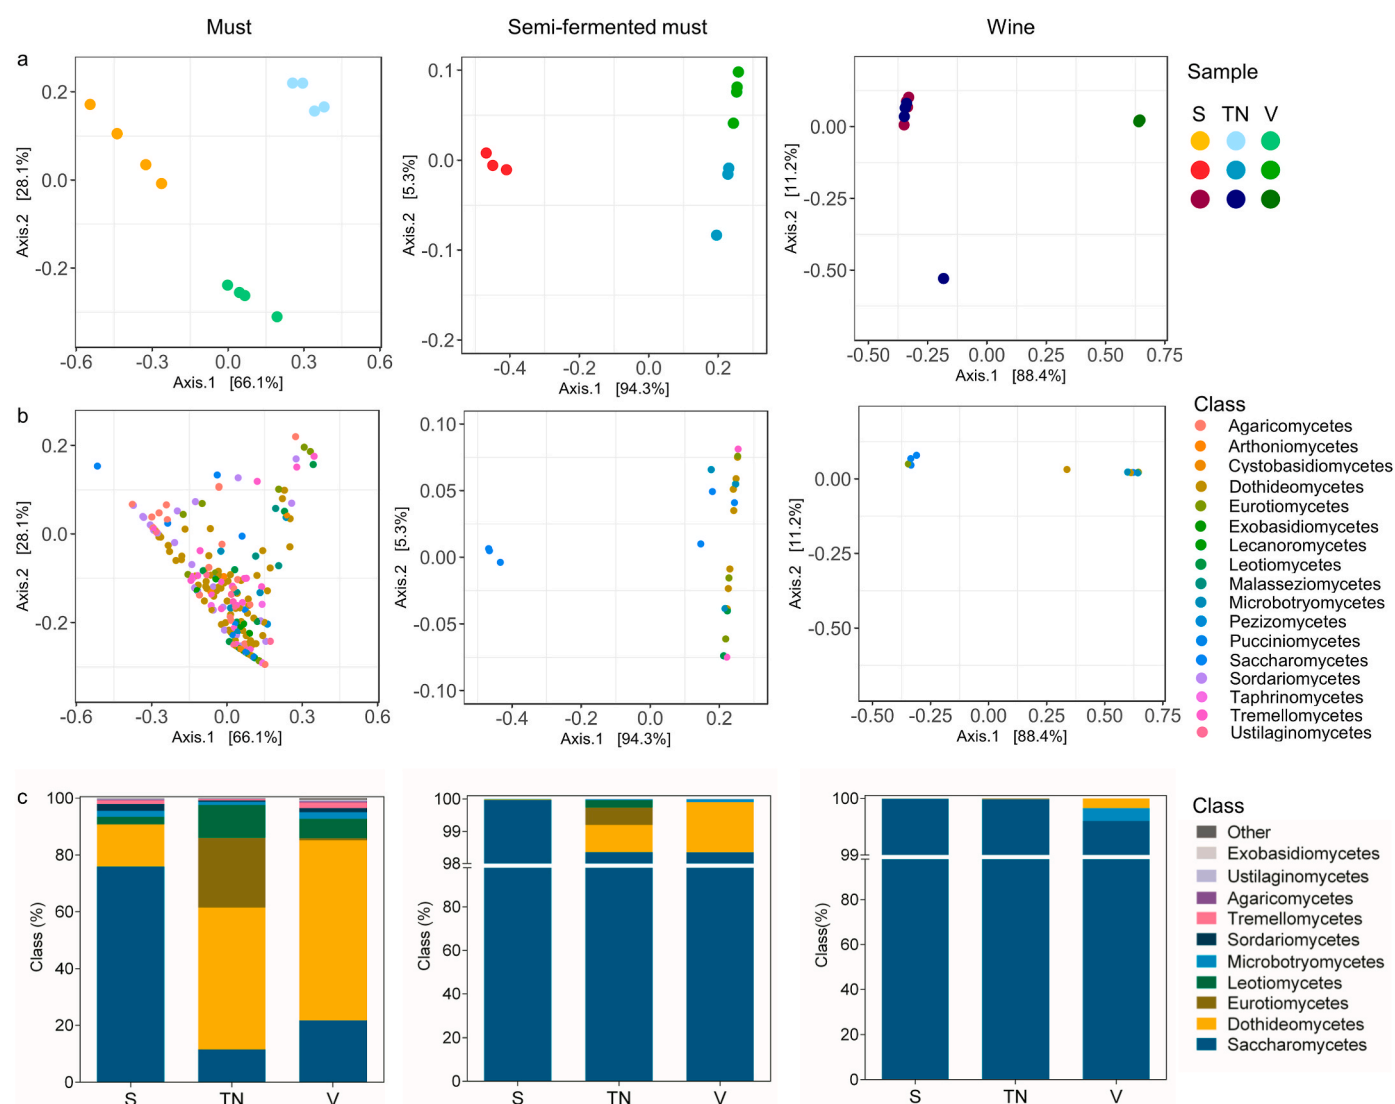 Must
Semi-fermented must
Wine
a
Axis.2 [28.1%]
0.2
0.0
-0.2
-0.6
-0.3
0.0
0.3
0.6
Axis.1 [66.1%]
Axis.2 [5.3%]
0.1
0.0
-0.1
-0.2
-0.4
-0.2
0.0
0.2
Axis.1 [94.3%]
Axis.2 [11.2%]
0.00
-0.25
-0.50
-0.50
-0.25
0.00
0.25
0.50
0.75
Axis.1 [88.4%]
Sample
S TN V
b
Axis.2 [28.1%]
0.2
0.0
-0.2
-0.6
-0.3
0.0
0.3
0.6
Axis.1 [66.1%]
Axis.2 [5.3%]
0.10
0.05
0.00
-0.05
-0.10
-0.4
-0.2
0.0
0.2
Axis.1 [94.3%]
Axis.2 [11.2%]
0.00
-0.25
-0.50
-0.50
-0.25
0.00
0.25
0.50
0.75
Axis.1 [88.4%]
Class
Agaricomycetes
Arthoniomycetes
Cystobasidiomycetes
Dothideomycetes
Eurotiomycetes
Exobasidiomycetes
Lecanoromycetes
Leotiomycetes
Malasseziomycetes
Microbotryomycetes
Pezizomycetes
Pucciniomycetes
Saccharomycetes
Sordariomycetes
Taphrinomycetes
Tremellomycetes
Ustilaginomycetes
c
Class (%)
100
80
60
40
20
0
S
TN
V
Class (%)
100
99
98
80
60
40
20
0
S
TN
V
Class(%)
100
99
80
60
40
20
0
S
TN
V
Class
Other
Exobasidiomycetes
Ustilaginomycetes
Agaricomycetes
Tremellomycetes
Sordariomycetes
Microbotryomycetes
Leotiomycetes
Eurotiomycetes
Dothideomycetes
Saccharomycetes